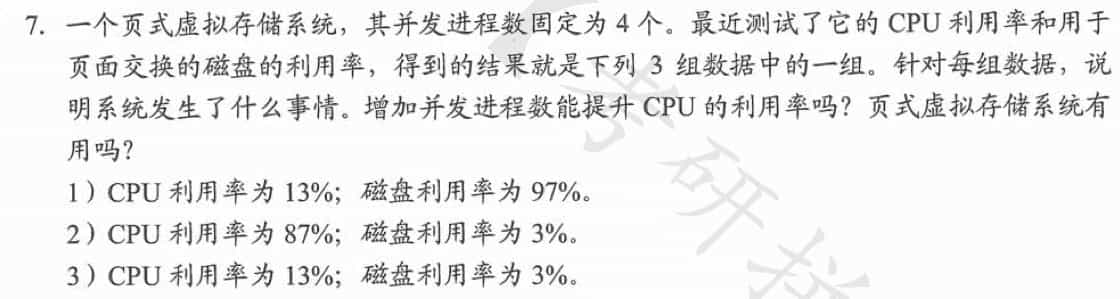 7. 一个页式虚拟存储系统，其并发进程数固定为 4 个。最近测试了它的 CPU 利用率和用于
页面交换的磁盘的利用率，得到的结果就是下列 3 组数据中的一组。针对每组数据，说
明系统发生了什么事情。增加并发进程数能提升 CPU 的利用率吗？页式虚拟存储系统有
用吗？
1）CPU 利用率为 13%；磁盘利用率为 97%。
2）CPU 利用率为 87%；磁盘利用率为 3%。
3）CPU 利用率为 13%；磁盘利用率为 3%。
考研